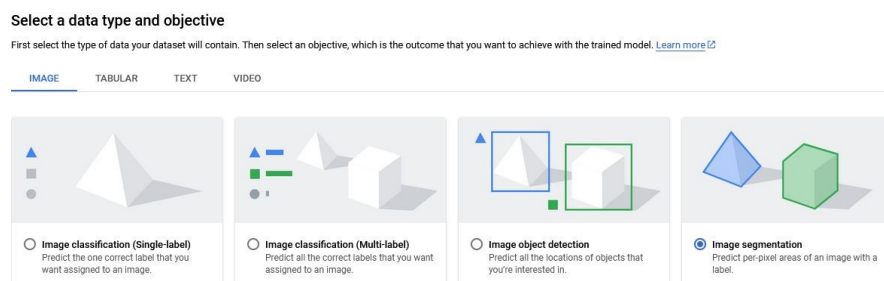 Select a data type and objective
First select the type of data your dataset will contain. Then select an objective, which is the outcome that you want to achieve with the trained model. Learn more
IMAGE TABULAR TEXT VIDEO
Image classification (Single-label)
Predict the one correct label that you
want assigned to an image.
Image classification (Multi-label)
Predict all the correct labels that you want
assigned to an image.
Image object detection
Predict all the locations of objects that
you're interested in.
Image segmentation
Predict per-pixel areas of an image with a
label.